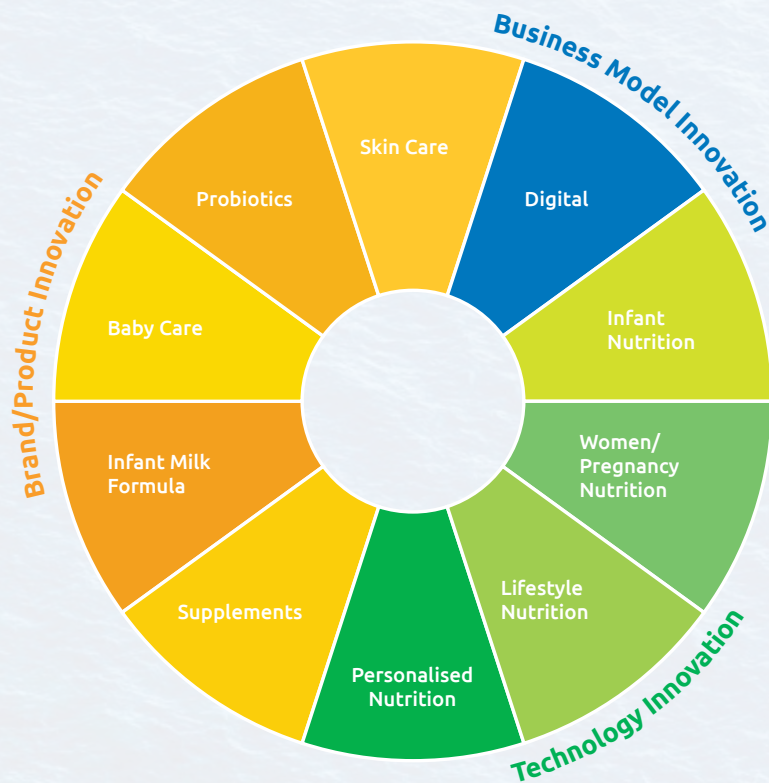 Business Model Innovation
Skin Care
Digital
Probiotics
Infant
Nutrition
Baby Care
Brand/Product Innovation
Women/
Pregnancy
Nutrition
Infant Milk
Formula
Lifestyle
Nutrition
Supplements
Personalised
Nutrition
Technology Innovation